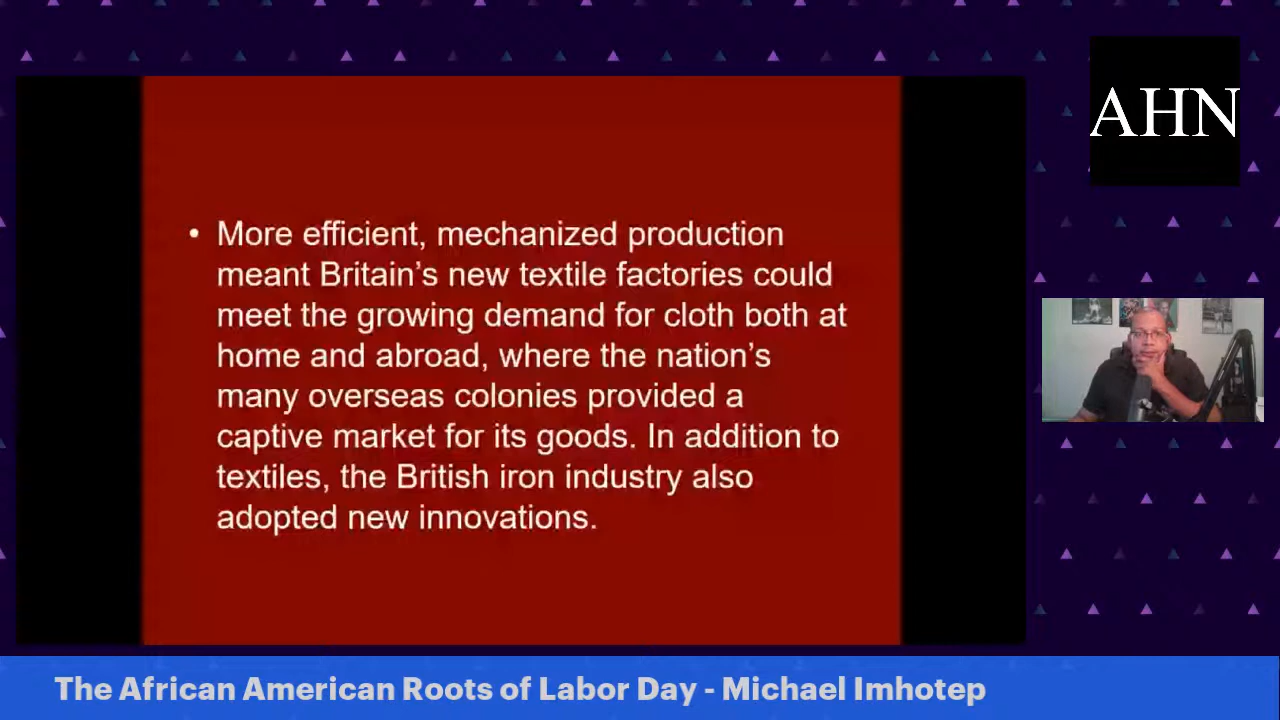 AHN
• More efficient, mechanized production
meant Britain's new textile factories could
meet the growing demand for cloth both at
home and abroad, where the nation's
many overseas colonies provided a
captive market for its goods. In addition to
textiles, the British iron industry also
adopted new innovations.
The African American Roots of Labor Day - Michael Imhotep